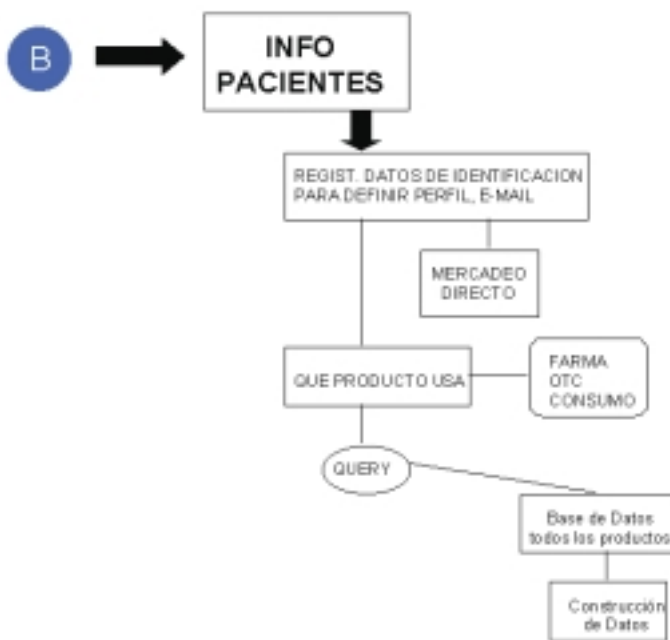 B
INFO
PACIENTES
REGIST. DATOS DE IDENTIFICACION
PARA DEFINIR PERFIL, E-MAIL
MERCADEO
DIRECTO
QUE PRODUCTO USA
FARMA
OTC
CONSUMO
QUERY
Base de Datos
todos los productos
Construcción
de Datos